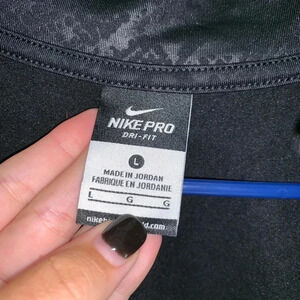 NIKE PRO
DRI-FIT
L
MADE IN JORDAN
FABRIQUE EN JORDANIE
L G G